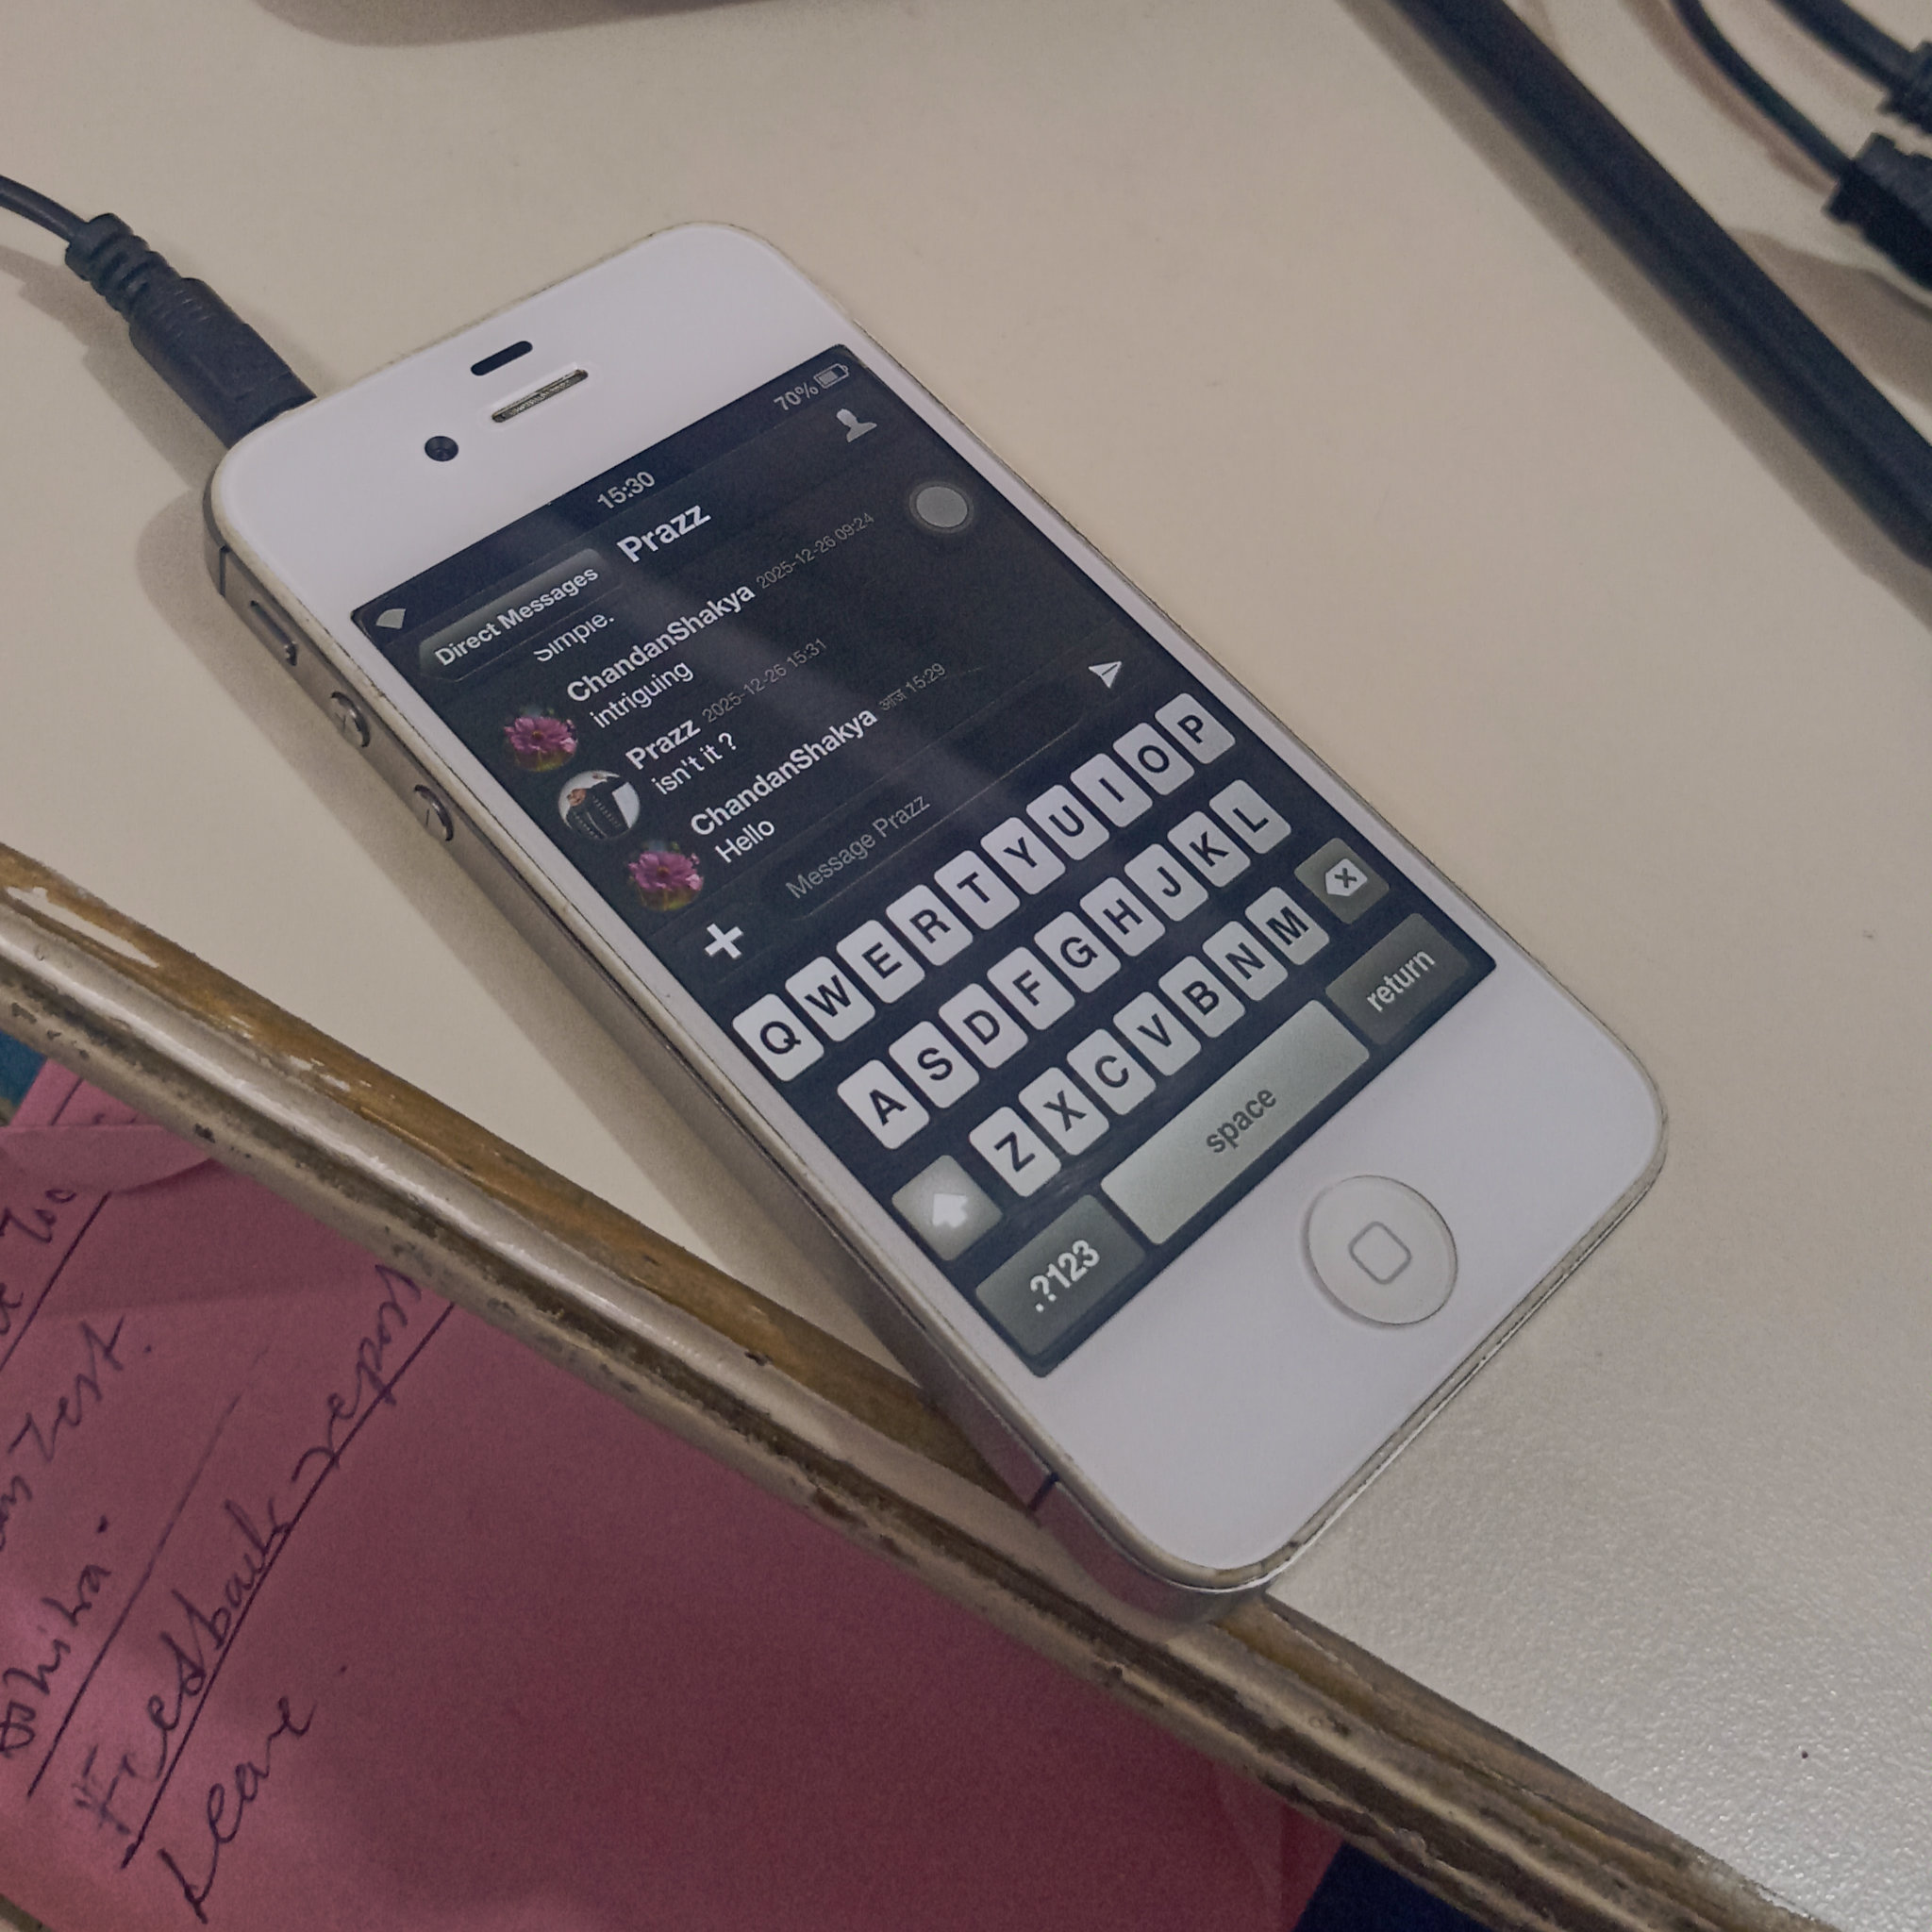 15:30
70%
Direct Messages
Prazz
Simple.
ChandanShakya 2025-12-26 09:24
intriguing
Prazz 2025-12-26 15:31
isn't it ?
ChandanShakya आज 15:29
Hello
Message Prazz
Q W E R T Y U I O P
A S D F G H J K L
Z X C V B N M
.?123 space return
Test.
Feedback report
Leave